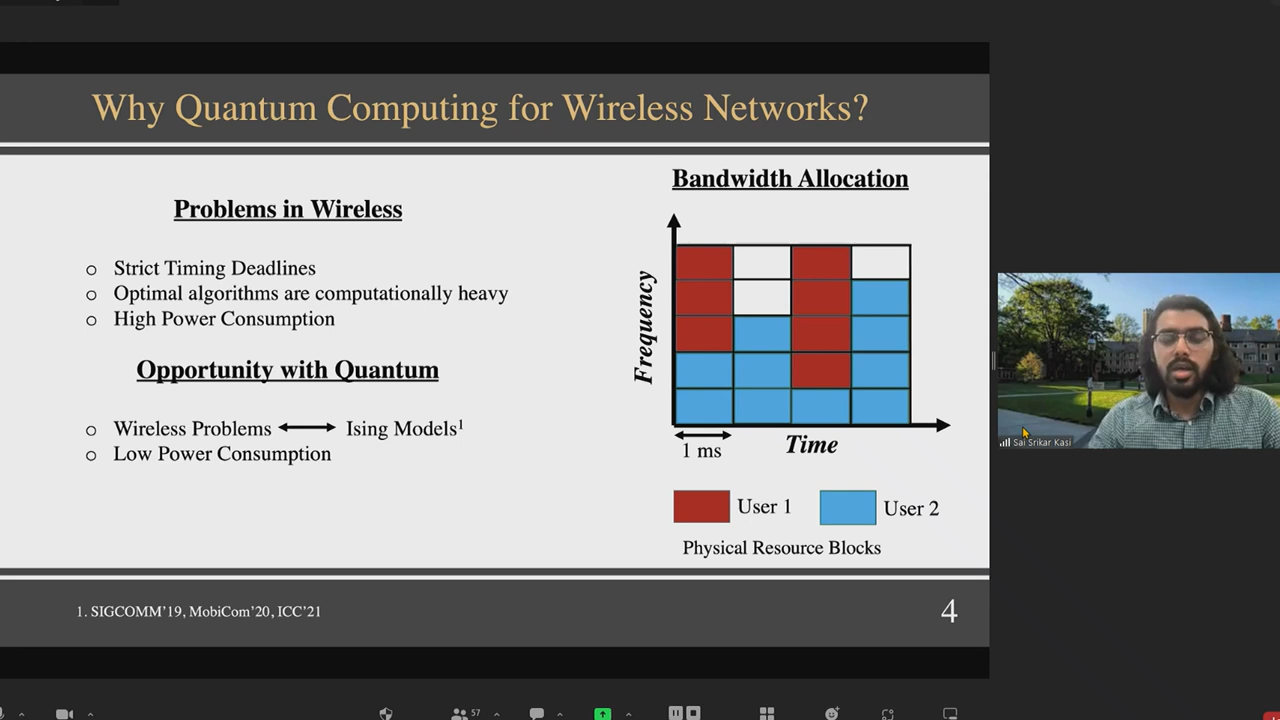 Why Quantum Computing for Wireless Networks?
Problems in Wireless
○ Strict Timing Deadlines
○ Optimal algorithms are computationally heavy
○ High Power Consumption
Opportunity with Quantum
○ Wireless Problems ⟷ Ising Models¹
○ Low Power Consumption
Bandwidth Allocation
Frequency
1 ms
Time
User 1
User 2
Physical Resource Blocks
1. SIGCOMM'19, MobiCom'20, ICC'21
4
Sai Srikar Kasi
57